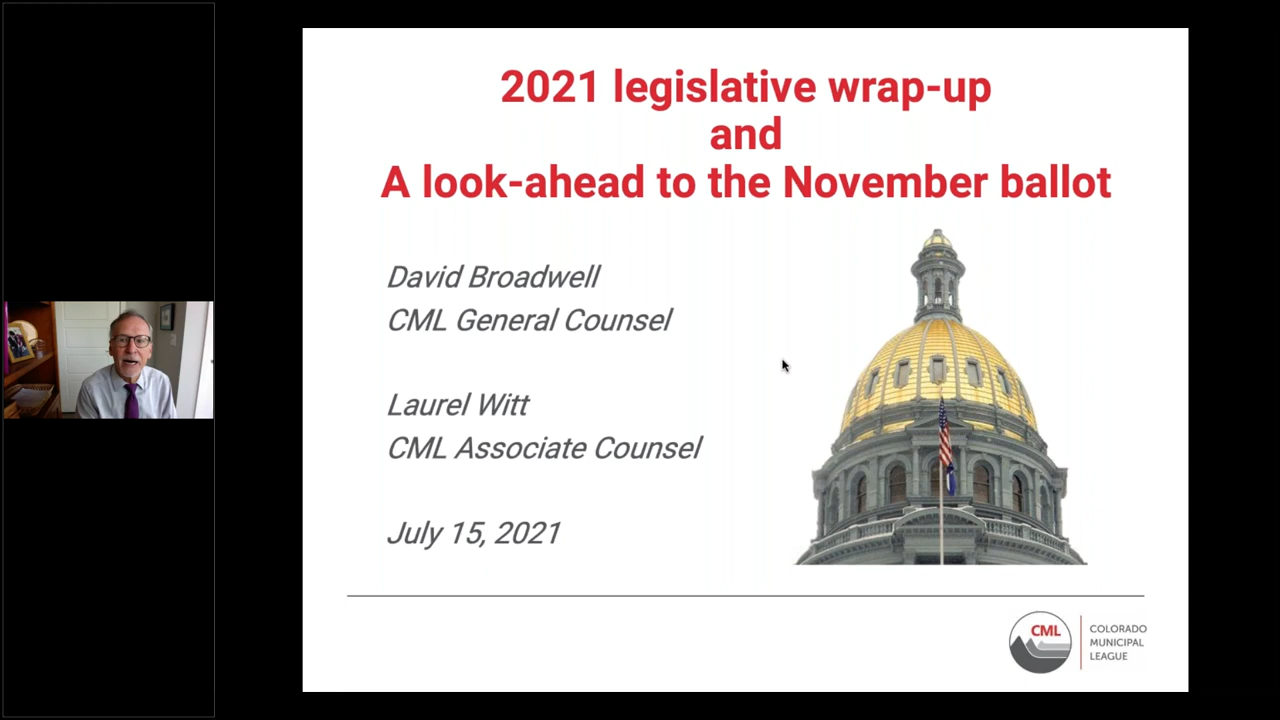 2021 legislative wrap-up
and
A look-ahead to the November ballot
David Broadwell
CML General Counsel
Laurel Witt
CML Associate Counsel
July 15, 2021
CML
COLORADO
MUNICIPAL
LEAGUE